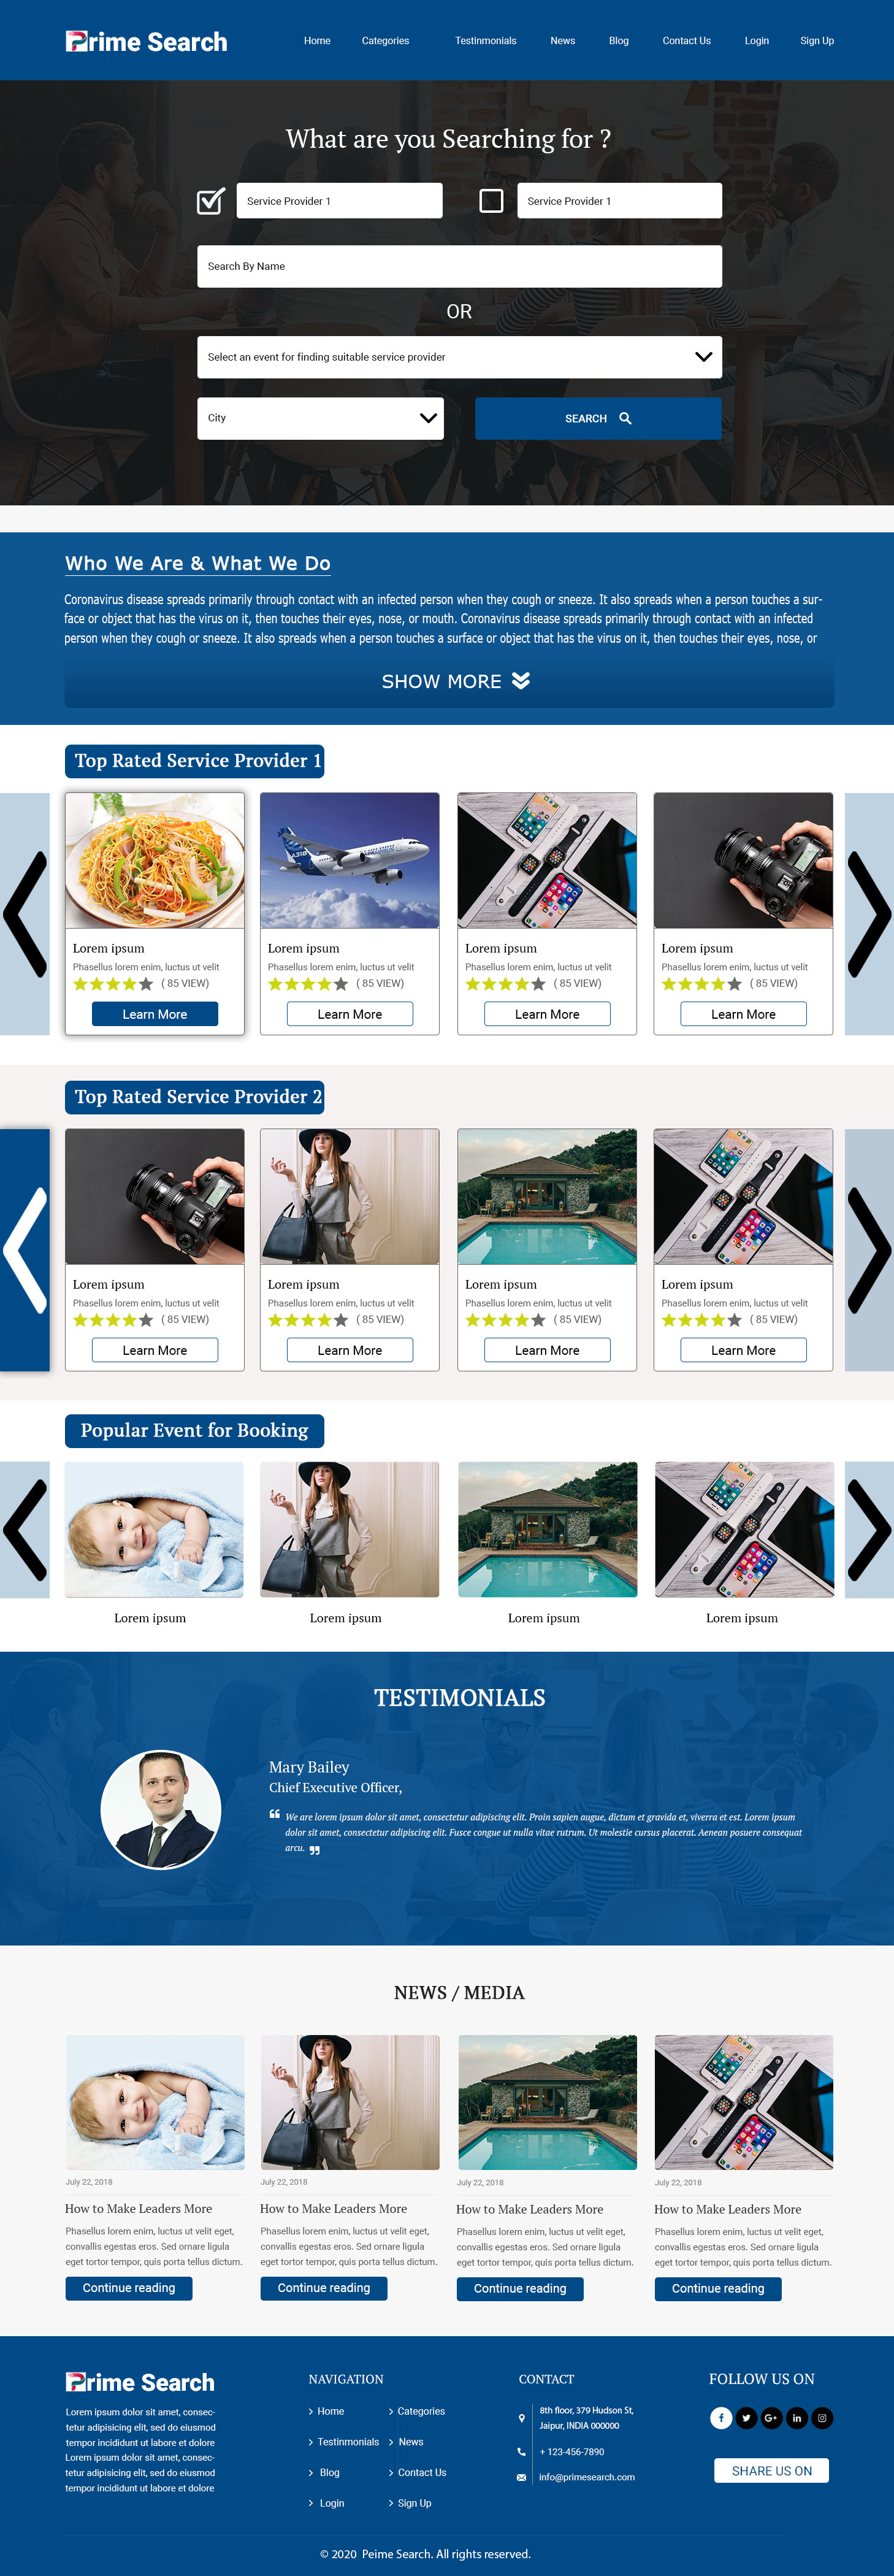 Prime Search
Home Categories Testinmonials News Blog Contact Us Login Sign Up
What are you Searching for ?
Service Provider 1 Service Provider 1
Search By Name
OR
Select an event for finding suitable service provider
City SEARCH
Who We Are & What We Do
Coronavirus disease spreads primarily through contact with an infected person when they cough or sneeze. It also spreads when a person touches a sur-
face or object that has the virus on it, then touches their eyes, nose, or mouth. Coronavirus disease spreads primarily through contact with an infected
person when they cough or sneeze. It also spreads when a person touches a surface or object that has the virus on it, then touches their eyes, nose, or
SHOW MORE
Top Rated Service Provider 1
A318
Lorem ipsum Lorem ipsum Lorem ipsum Lorem ipsum
Phasellus lorem enim, luctus ut velit Phasellus lorem enim, luctus ut velit Phasellus lorem enim, luctus ut velit Phasellus lorem enim, luctus ut velit
( 85 VIEW) ( 85 VIEW) ( 85 VIEW) ( 85 VIEW)
Learn More Learn More Learn More Learn More
Top Rated Service Provider 2
Lorem ipsum Lorem ipsum Lorem ipsum Lorem ipsum
Phasellus lorem enim, luctus ut velit Phasellus lorem enim, luctus ut velit Phasellus lorem enim, luctus ut velit Phasellus lorem enim, luctus ut velit
( 85 VIEW) ( 85 VIEW) ( 85 VIEW) ( 85 VIEW)
Learn More Learn More Learn More Learn More
Popular Event for Booking
Lorem ipsum Lorem ipsum Lorem ipsum Lorem ipsum
TESTIMONIALS
Mary Bailey
Chief Executive Officer,
❝ We are lorem ipsum dolor sit amet, consectetur adipiscing elit. Proin sapien augue, dictum et gravida et, viverra et est. Lorem ipsum
dolor sit amet, consectetur adipiscing elit. Fusce congue ut nulla vitae rutrum. Ut molestie cursus placerat. Aenean posuere consequat
arcu. ❞
NEWS / MEDIA
July 22, 2018 July 22, 2018 July 22, 2018 July 22, 2018
How to Make Leaders More How to Make Leaders More How to Make Leaders More How to Make Leaders More
Phasellus lorem enim, luctus ut velit eget, Phasellus lorem enim, luctus ut velit eget, Phasellus lorem enim, luctus ut velit eget, Phasellus lorem enim, luctus ut velit eget,
convallis egestas eros. Sed ornare ligula convallis egestas eros. Sed ornare ligula convallis egestas eros. Sed ornare ligula convallis egestas eros. Sed ornare ligula
eget tortor tempor, quis porta tellus dictum. eget tortor tempor, quis porta tellus dictum. eget tortor tempor, quis porta tellus dictum. eget tortor tempor, quis porta tellus dictum.
Continue reading Continue reading Continue reading Continue reading
Prime Search
Lorem ipsum dolor sit amet, consec-
tetur adipisicing elit, sed do eiusmod
tempor incididunt ut labore et dolore
Lorem ipsum dolor sit amet, consec-
tetur adipisicing elit, sed do eiusmod
tempor incididunt ut labore et dolore
NAVIGATION
Home Categories
Testinmonials News
Blog Contact Us
Login Sign Up
CONTACT
8th floor, 379 Hudson St,
Jaipur, INDIA 000000
+ 123-456-7890
info@primesearch.com
FOLLOW US ON
SHARE US ON
© 2020 Peime Search. All rights reserved.